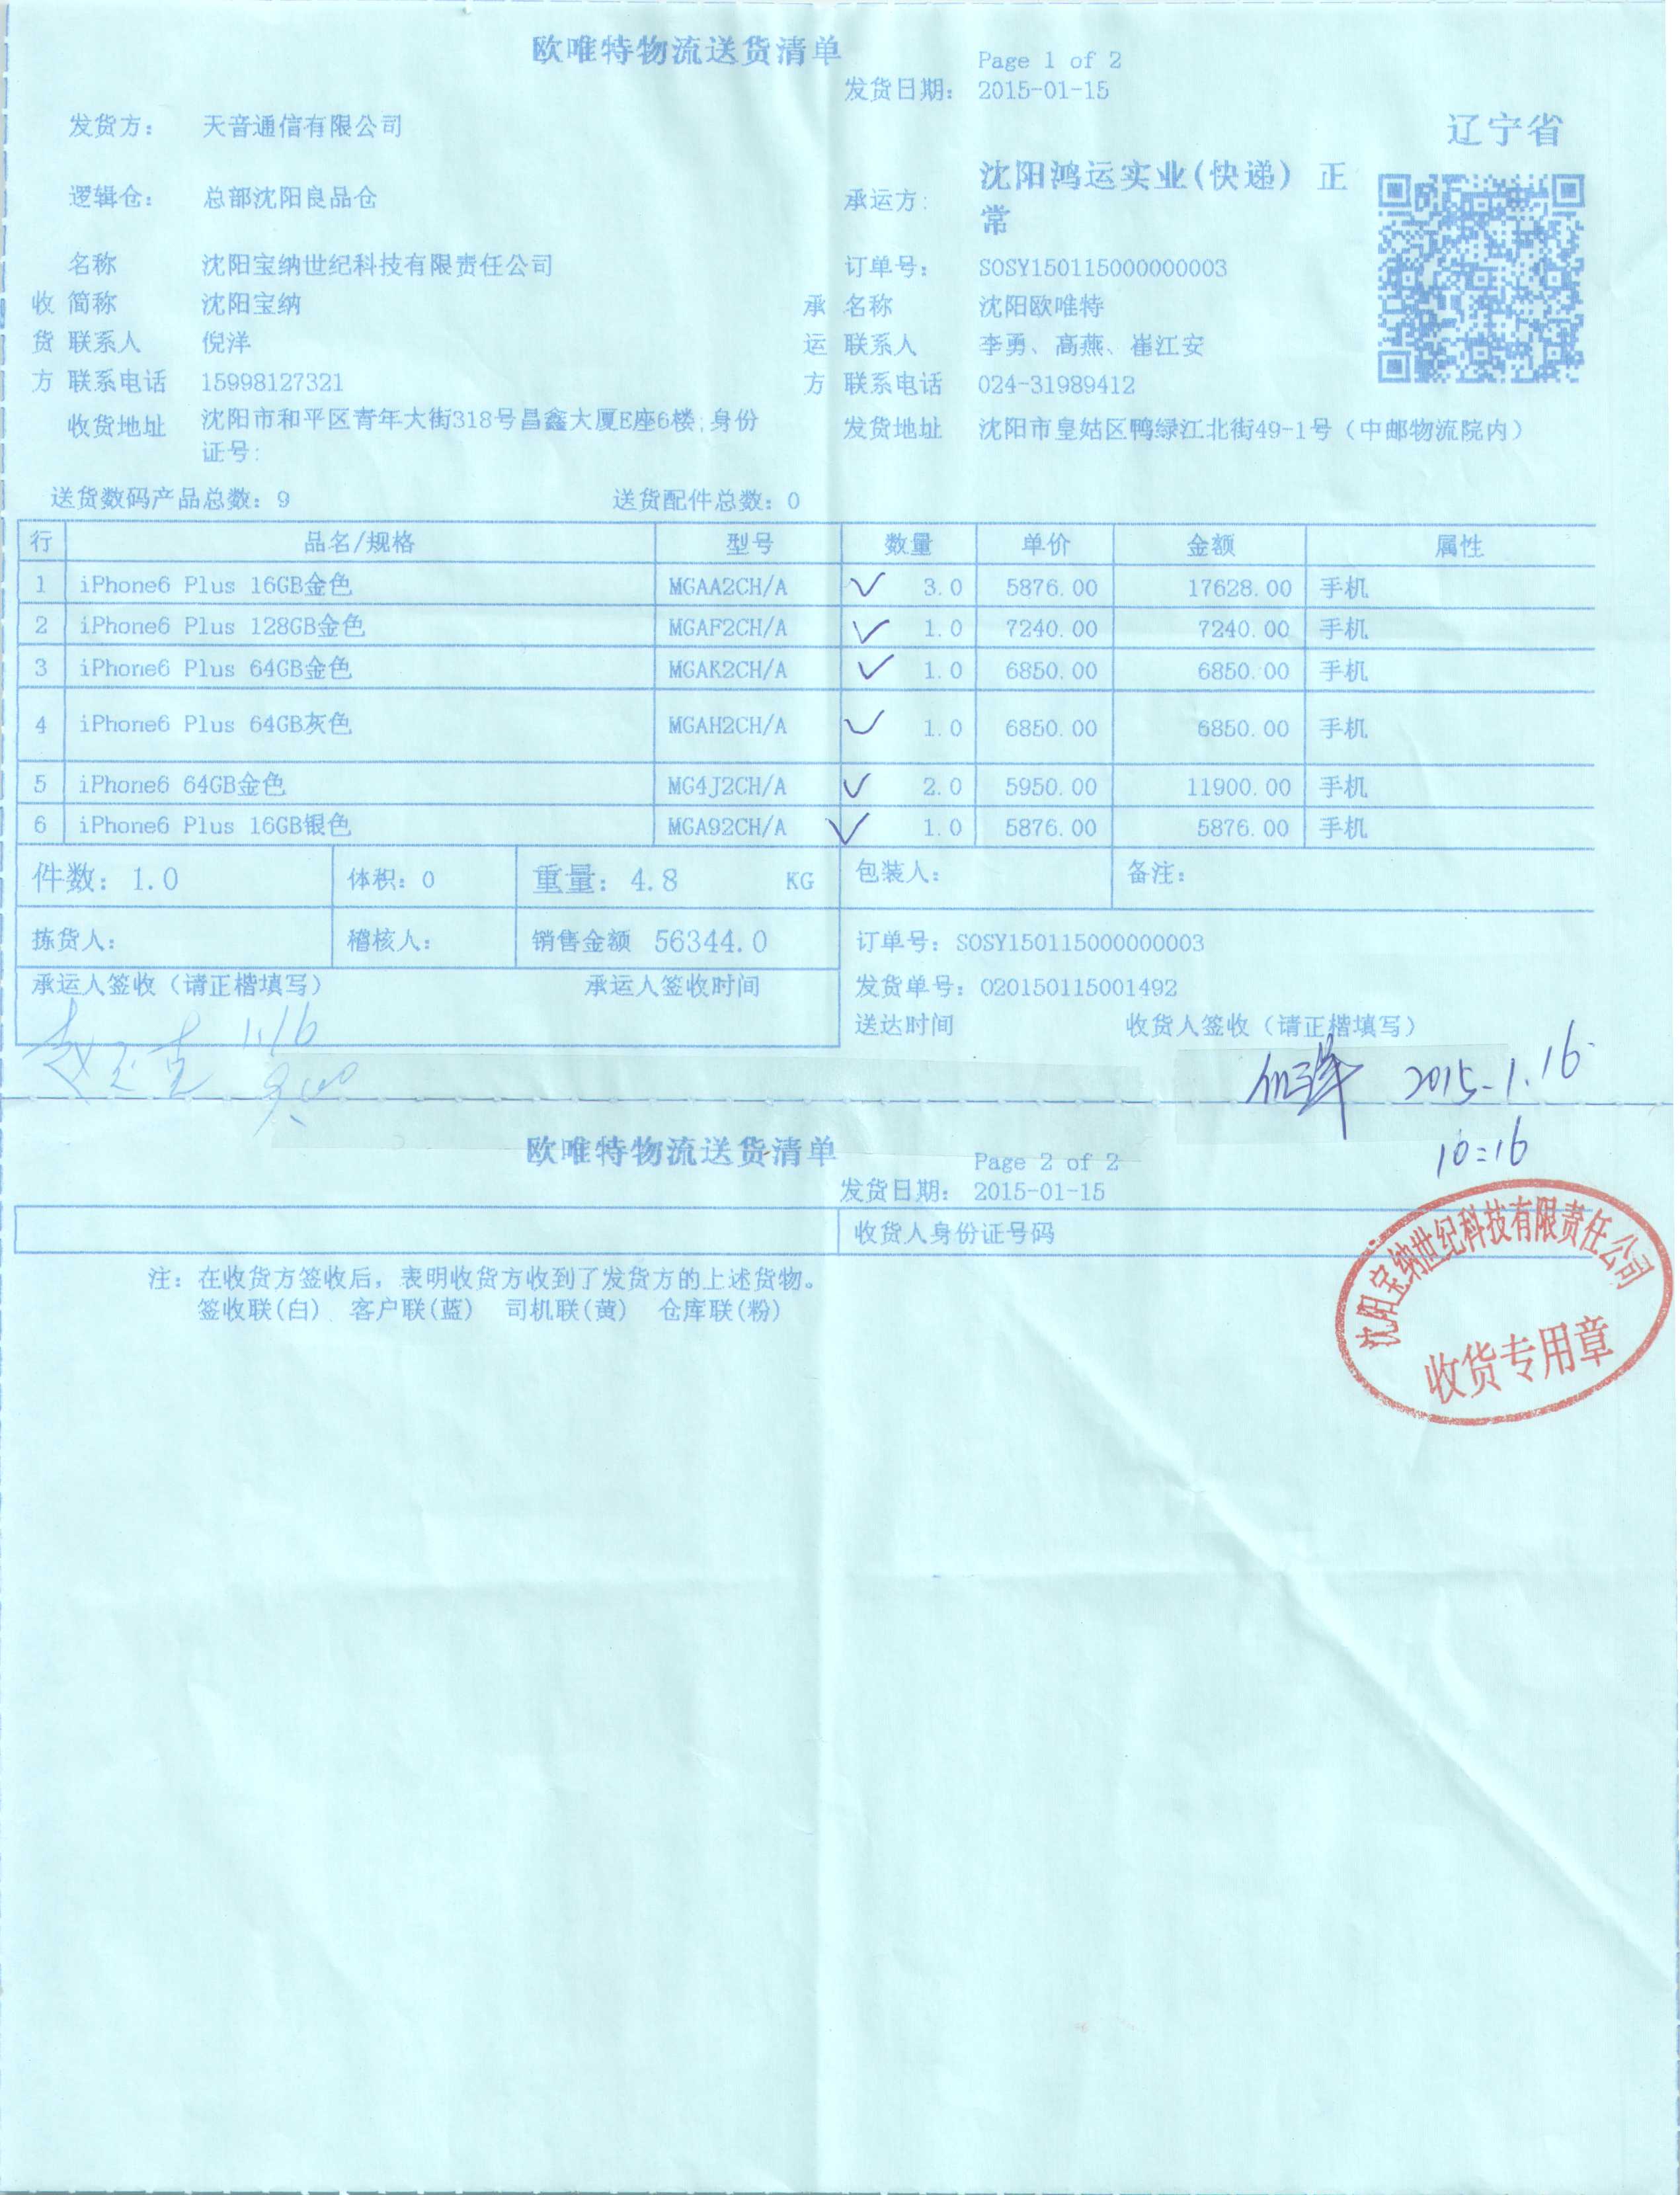 欧唯特物流送货清单
Page 1 of 2
发货日期： 2015-01-15
发货方： 天音通信有限公司
辽宁省
逻辑仓： 总部沈阳良品仓
承运方： 沈阳鸿运实业(快递) 正
常
名称 沈阳宝纳世纪科技有限责任公司
订单号： SOSY150115000000003
收 简称 沈阳宝纳
承 名称 沈阳欧唯特
货 联系人 倪洋
运 联系人 李勇、高燕、崔江安
方 联系电话 15998127321
方 联系电话 024-31989412
收货地址 沈阳市和平区青年大街318号昌鑫大厦E座6楼;身份
证号：
发货地址 沈阳市皇姑区鸭绿江北街49-1号（中邮物流院内）
送货数码产品总数：9 送货配件总数：0
行 品名/规格 型号 数量 单价 金额 属性
1 iPhone6 Plus 16GB金色 MGAA2CH/A ✓ 3.0 5876.00 17628.00 手机
2 iPhone6 Plus 128GB金色 MGAF2CH/A ✓ 1.0 7240.00 7240.00 手机
3 iPhone6 Plus 64GB金色 MGAK2CH/A ✓ 1.0 6850.00 6850.00 手机
4 iPhone6 Plus 64GB灰色 MGAH2CH/A ✓ 1.0 6850.00 6850.00 手机
5 iPhone6 64GB金色 MG4J2CH/A ✓ 2.0 5950.00 11900.00 手机
6 iPhone6 Plus 16GB银色 MGA92CH/A ✓ 1.0 5876.00 5876.00 手机
件数：1.0 体积：0 重量：4.8 KG 包装人： 备注：
拣货人： 稽核人： 销售金额 56344.0 订单号：SOSY150115000000003
承运人签收（请正楷填写） 承运人签收时间 发货单号：020150115001492
送达时间 收货人签收（请正楷填写）
1.16
倪洋 2015.1.16
10:16
欧唯特物流送货清单
Page 2 of 2
发货日期： 2015-01-15
收货人身份证号码
注：在收货方签收后，表明收货方收到了发货方的上述货物。
签收联(白) 客户联(蓝) 司机联(黄) 仓库联(粉)
沈阳宝纳世纪科技有限责任公司
收货专用章